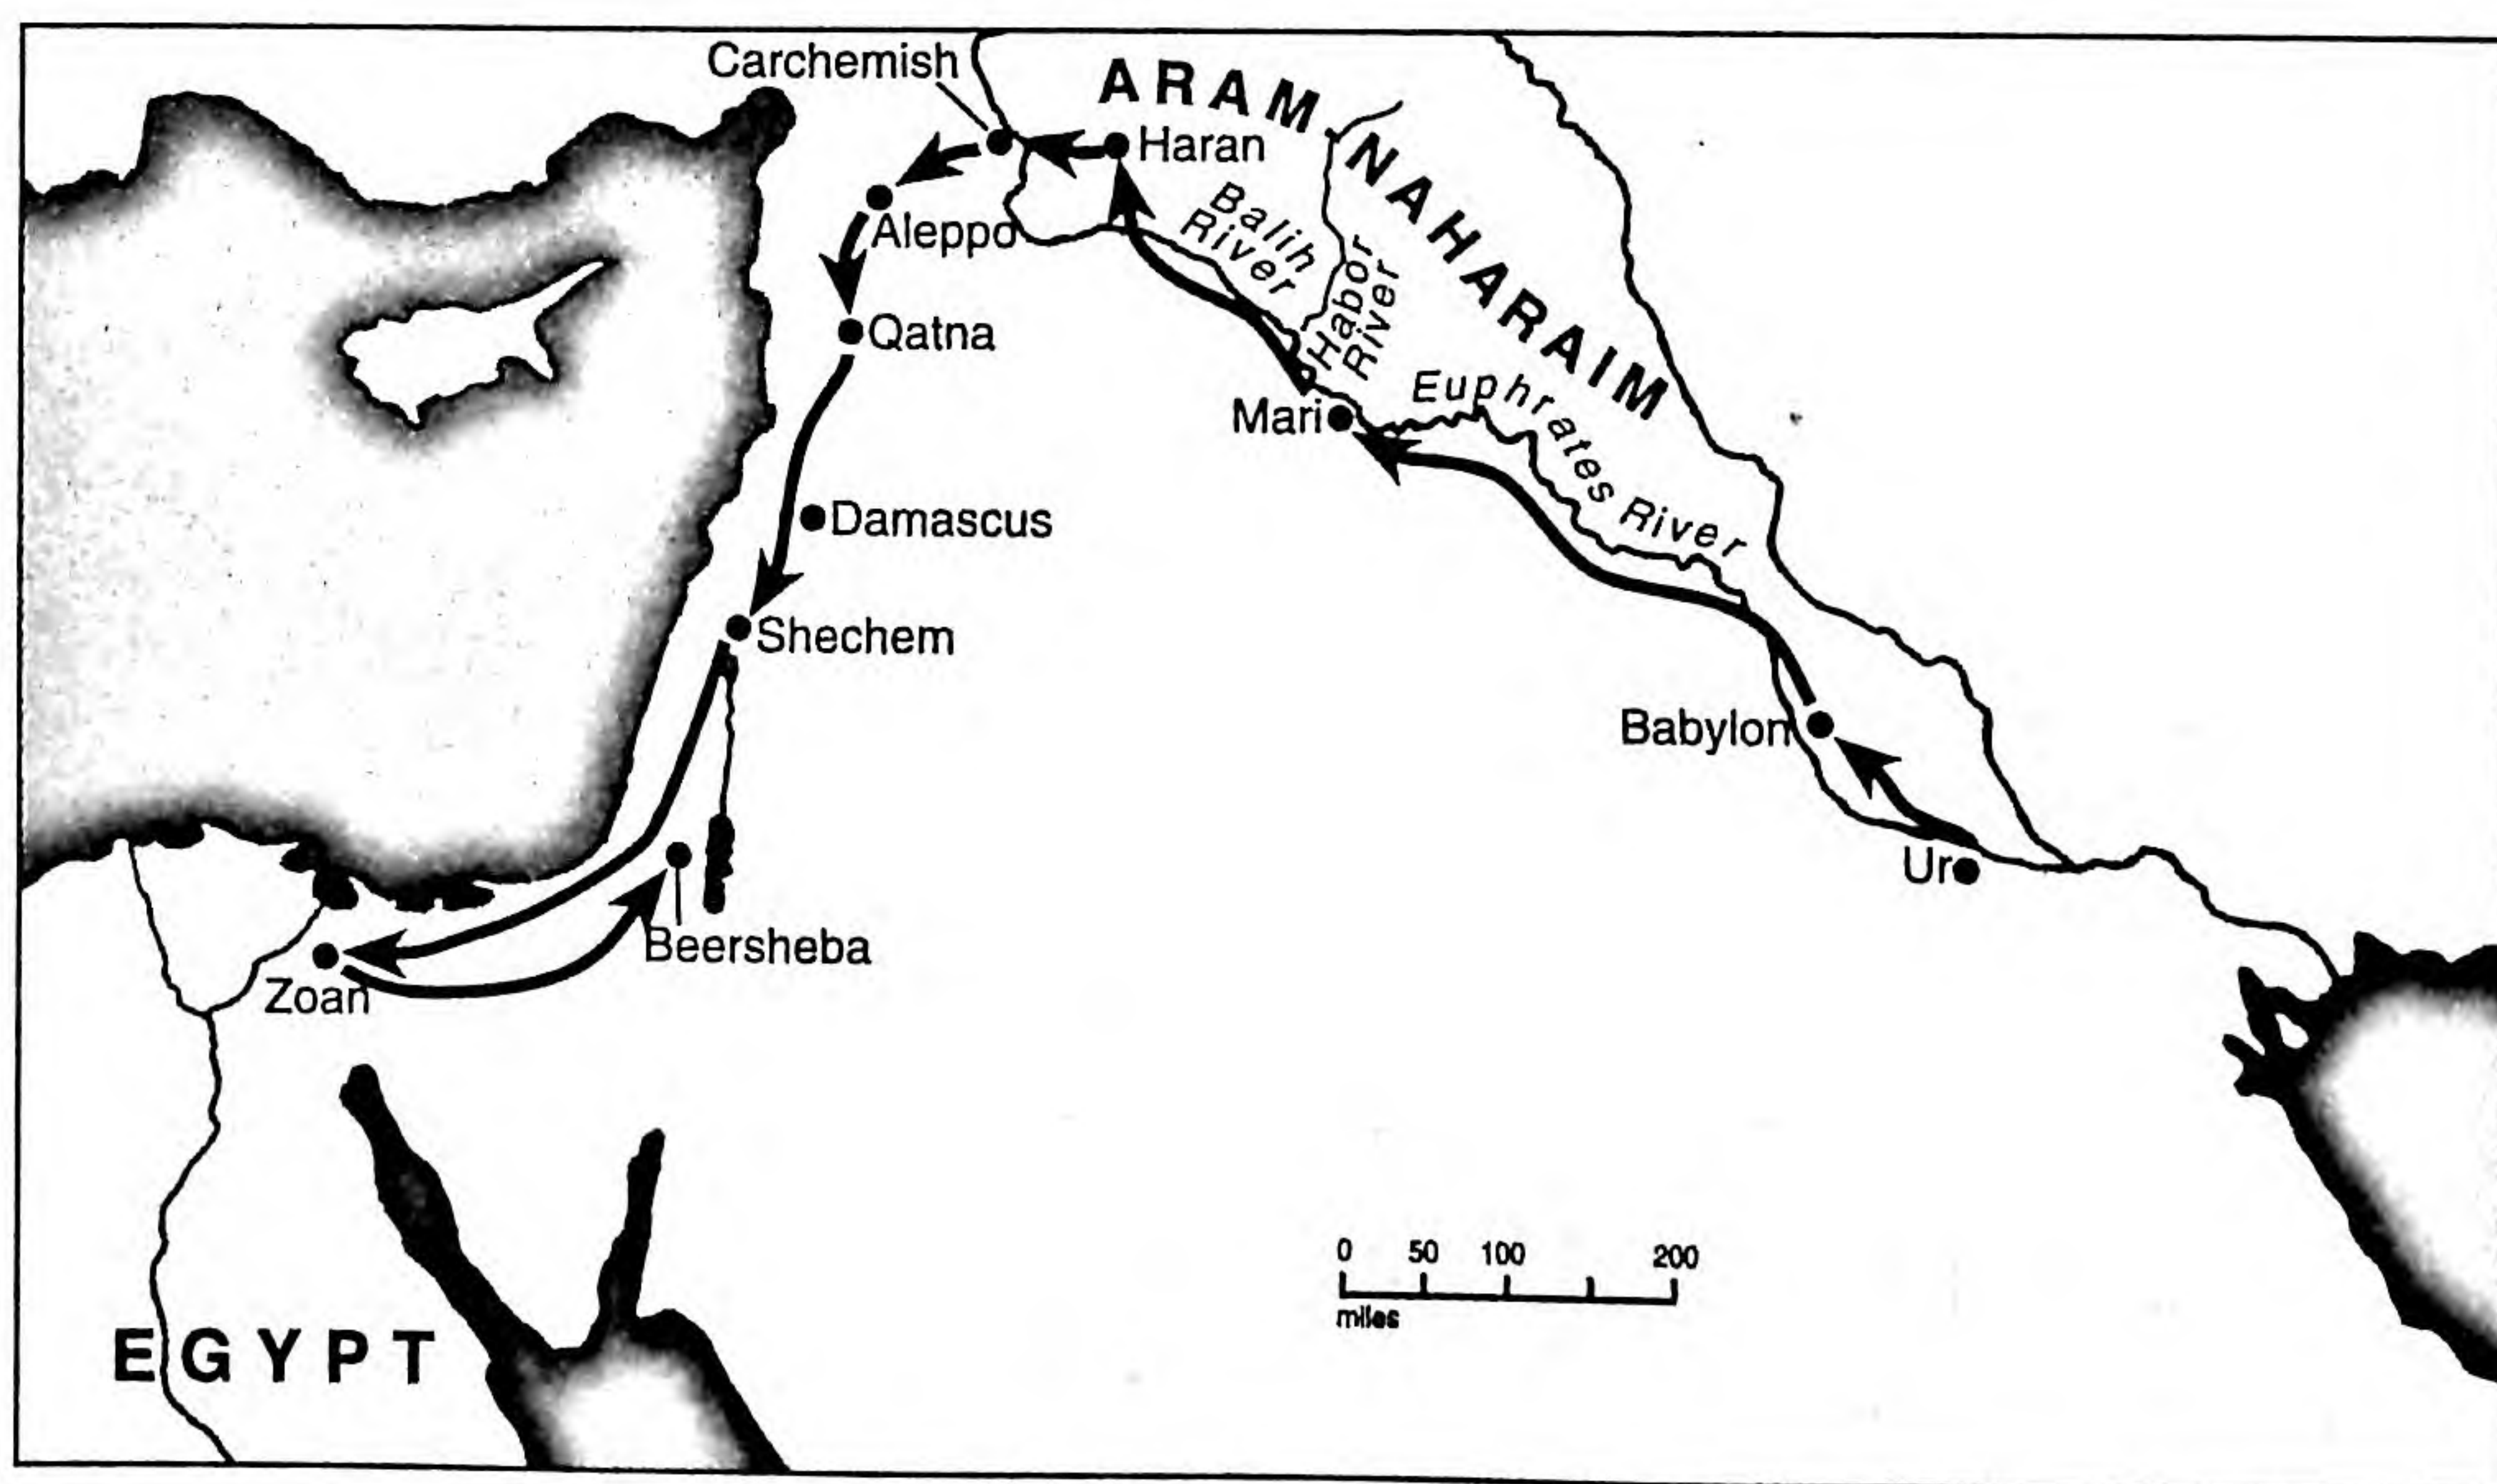 Carchemish
ARAM NAHARAIM
Haran
Balih
River
Aleppo
Habor
River
Qatna
Euphrates River
Mari
Damascus
Shechem
Babylon
Ur
Beersheba
Zoan
0 50 100 200
miles
EGYPT